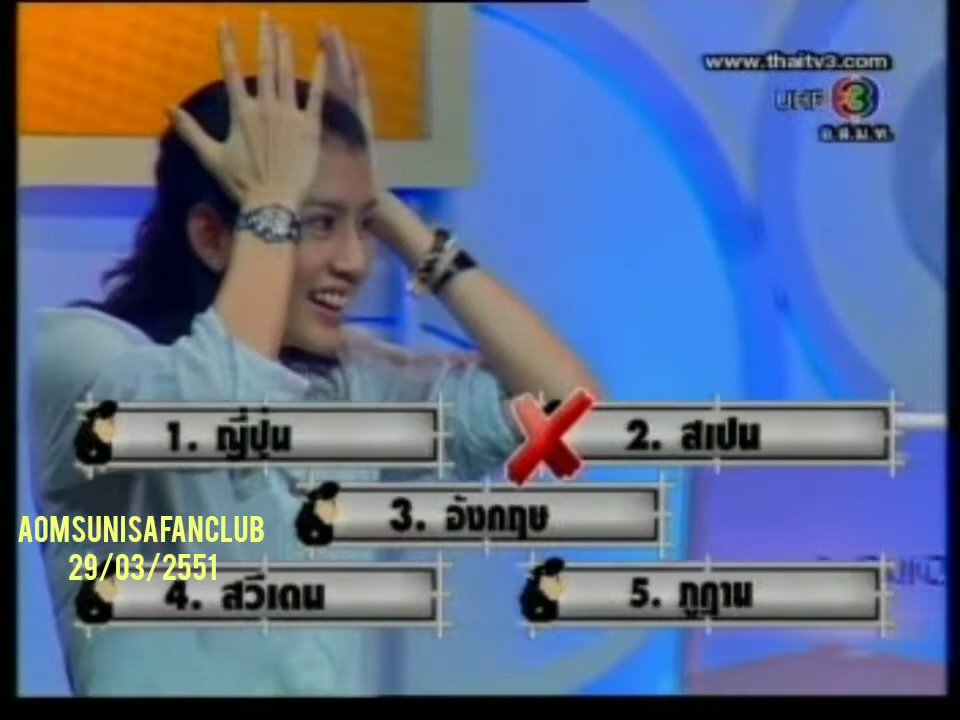 www.thaitv3.com
3
อ.ส.ม.ท.
1. ญี่ปุ่น
2. สเปน
3. อังกฤษ
AOMSUNISAFANCLUB
29/03/2551
4. สวีเดน
5. ภูฏาน